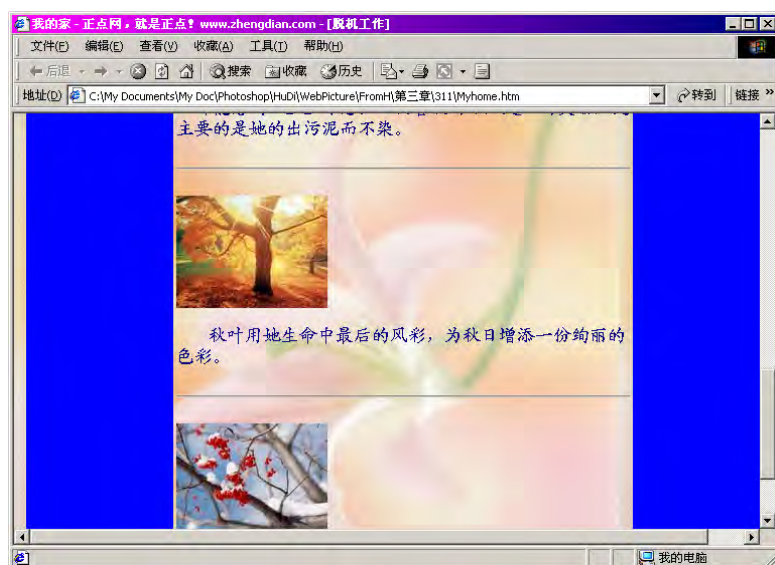 我的家 - 正点网，就是正点！www.zhengdian.com - [脱机工作]
文件(F) 编辑(E) 查看(V) 收藏(A) 工具(T) 帮助(H)
后退 搜索 收藏 历史
地址(D) C:\My Documents\My Doc\Photoshop\HuDi\WebPicture\FromH\第三章\311\Myhome.htm 转到 链接 »
主要的是她的出污泥而不染。
秋叶用她生命中最后的风彩，为秋日增添一份绚丽的
色彩。
我的电脑